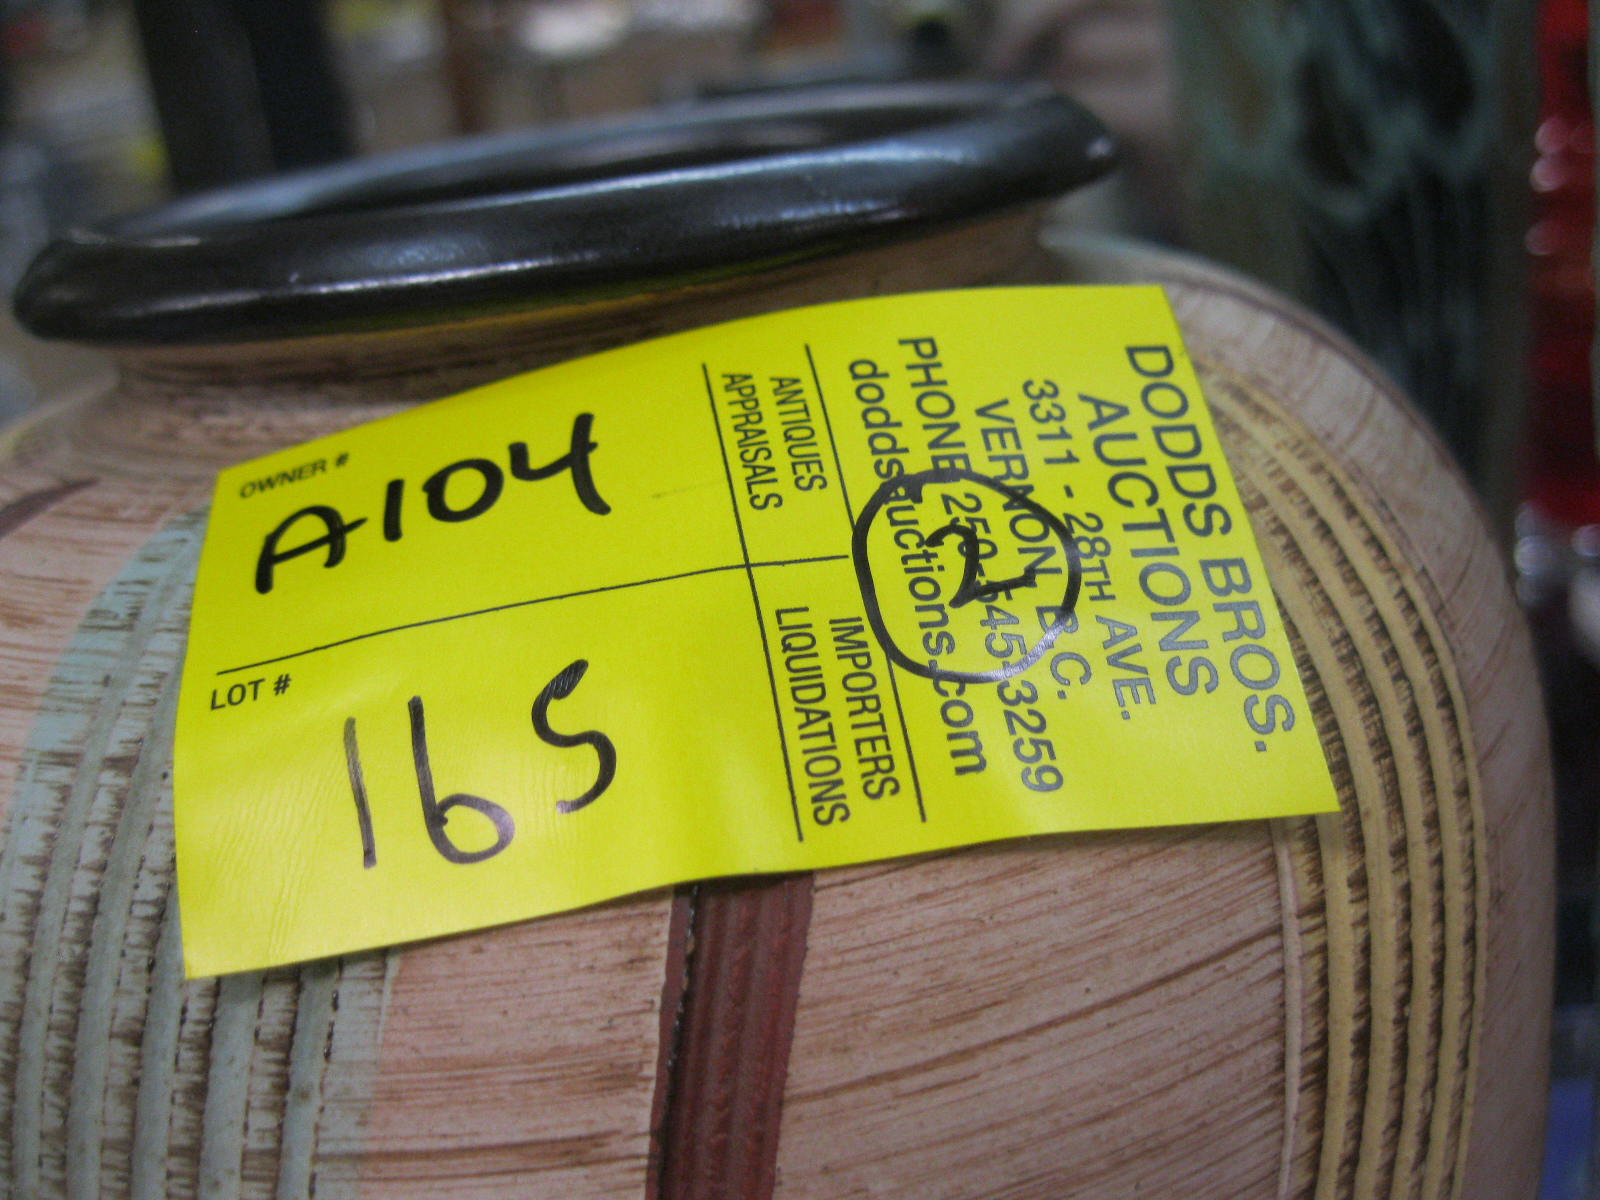 DODDS BROS.
AUCTIONS
3311 - 28TH AVE.
VERNON, B.C.
PHONE 250-545-3259
doddsauctions.com
2
ANTIQUES
APPRAISALS
IMPORTERS
LIQUIDATIONS
OWNER #
A104
LOT #
165